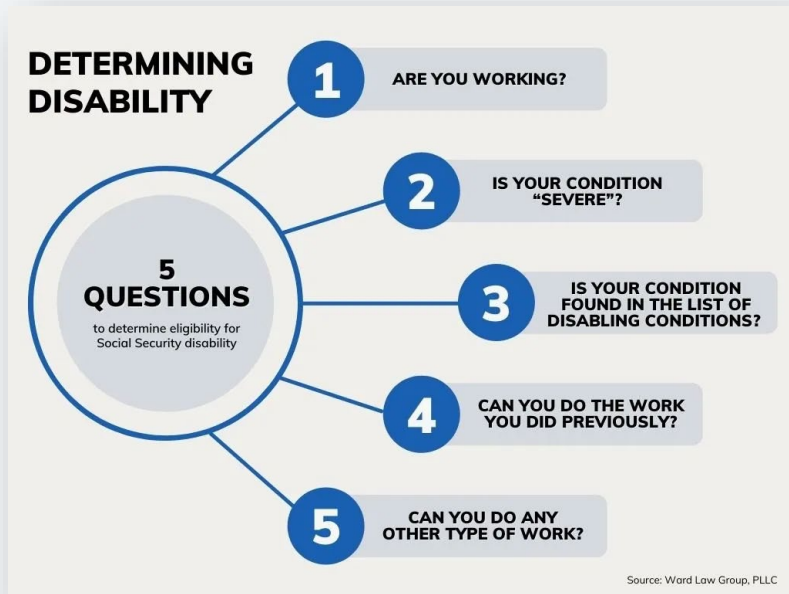 DETERMINING
DISABILITY
1
ARE YOU WORKING?
2
IS YOUR CONDITION
“SEVERE”?
3
IS YOUR CONDITION
FOUND IN THE LIST OF
DISABLING CONDITIONS?
5
QUESTIONS
to determine eligibility for
Social Security disability
4
CAN YOU DO THE WORK
YOU DID PREVIOUSLY?
5
CAN YOU DO ANY
OTHER TYPE OF WORK?
Source: Ward Law Group, PLLC